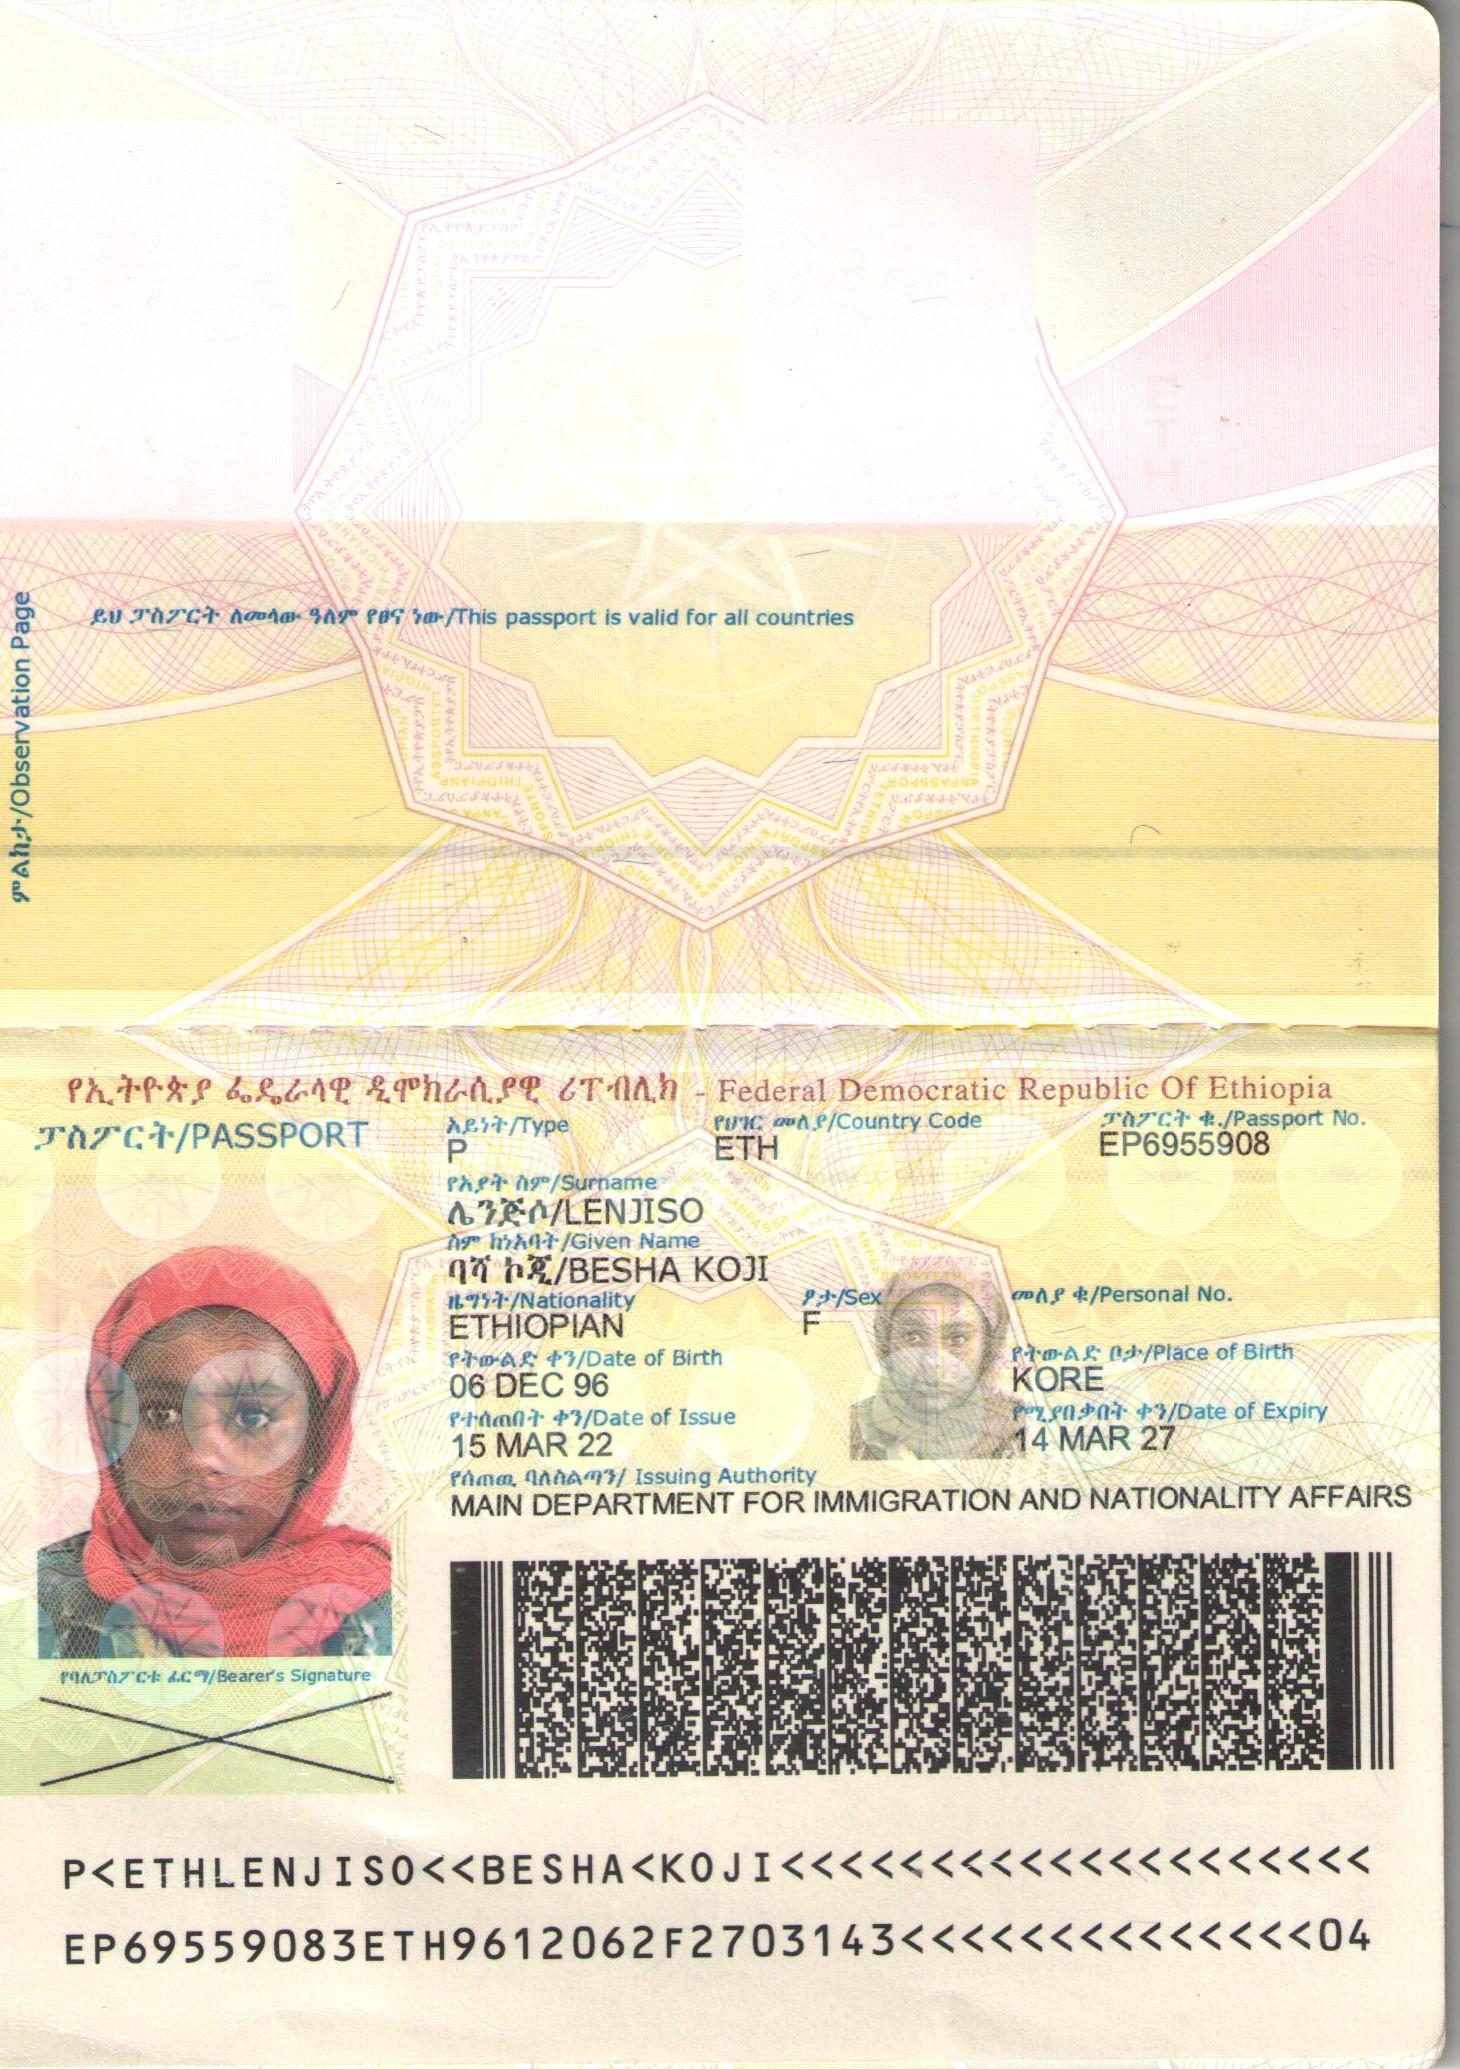 ምልከታ/Observation Page
ይህ ፓስፖርት ለመላው ዓለም የፀና ነው/This passport is valid for all countries
የኢትዮጵያ ፌዴራላዊ ዲሞክራሲያዊ ሪፐብሊክ - Federal Democratic Republic Of Ethiopia
ፓስፖርት/PASSPORT
አይነት/Type
P
የሀገር መለያ/Country Code
ETH
ፓስፖርት ቁ./Passport No.
EP6955908
የአያት ስም/Surname
ሌንጅሶ/LENJISO
ስም ከነአባት/Given Name
ባሻ ኮጂ/BESHA KOJI
ዜግነት/Nationality
ETHIOPIAN
ፆታ/Sex
F
መለያ ቁ/Personal No.
የትውልድ ቀን/Date of Birth
06 DEC 96
የትውልድ ቦታ/Place of Birth
KORE
የተሰጠበት ቀን/Date of Issue
15 MAR 22
የሚያበቃበት ቀን/Date of Expiry
14 MAR 27
የሰጠዉ ባለስልጣን/ Issuing Authority
MAIN DEPARTMENT FOR IMMIGRATION AND NATIONALITY AFFAIRS
የባለፓስፖርቱ ፊርማ/Bearer's Signature
P<ETHLENJISO<<BESHA<KOJI<<<<<<<<<<<<<<<<<<<<
EP69559083ETH9612062F2703143<<<<<<<<<<<<<<04